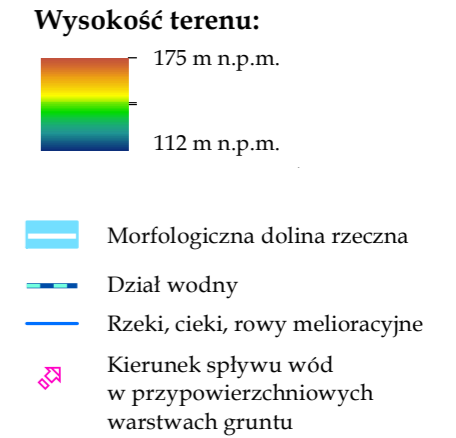 Wysokość terenu:
175 m n.p.m.
112 m n.p.m.
Morfologiczna dolina rzeczna
Dział wodny
Rzeki, cieki, rowy melioracyjne
Kierunek spływu wód
w przypowierzchniowych
warstwach gruntu